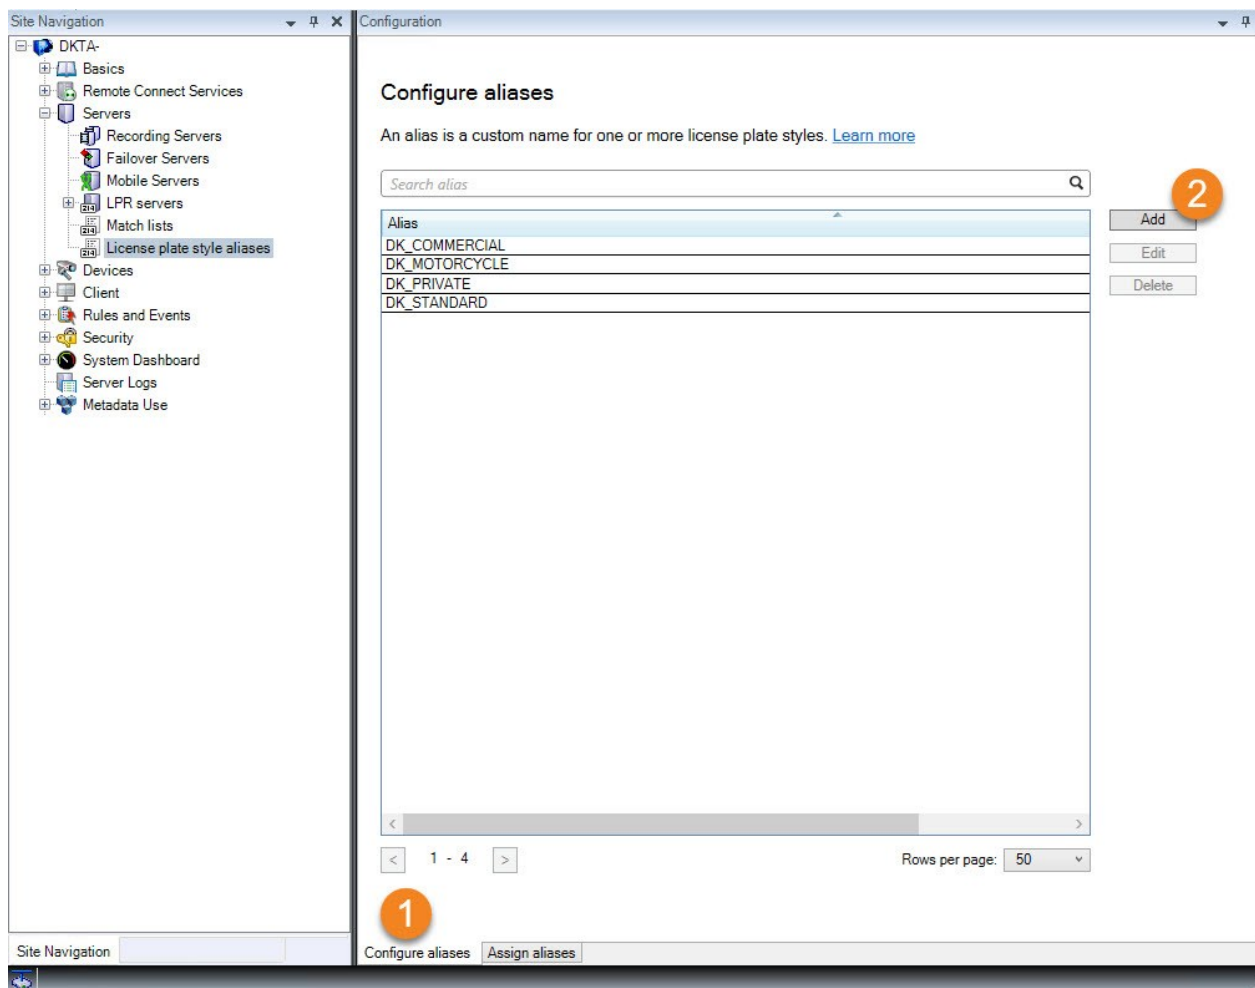 Site Navigation
DKTA-
Basics
Remote Connect Services
Servers
Recording Servers
Failover Servers
Mobile Servers
LPR servers
Match lists
License plate style aliases
Devices
Client
Rules and Events
Security
System Dashboard
Server Logs
Metadata Use
Site Navigation
Configuration
Configure aliases
An alias is a custom name for one or more license plate styles. Learn more
Search alias
Alias
DK_COMMERCIAL
DK_MOTORCYCLE
DK_PRIVATE
DK_STANDARD
2
Add
Edit
Delete
< 1 - 4 >
Rows per page: 50
1
Configure aliases Assign aliases